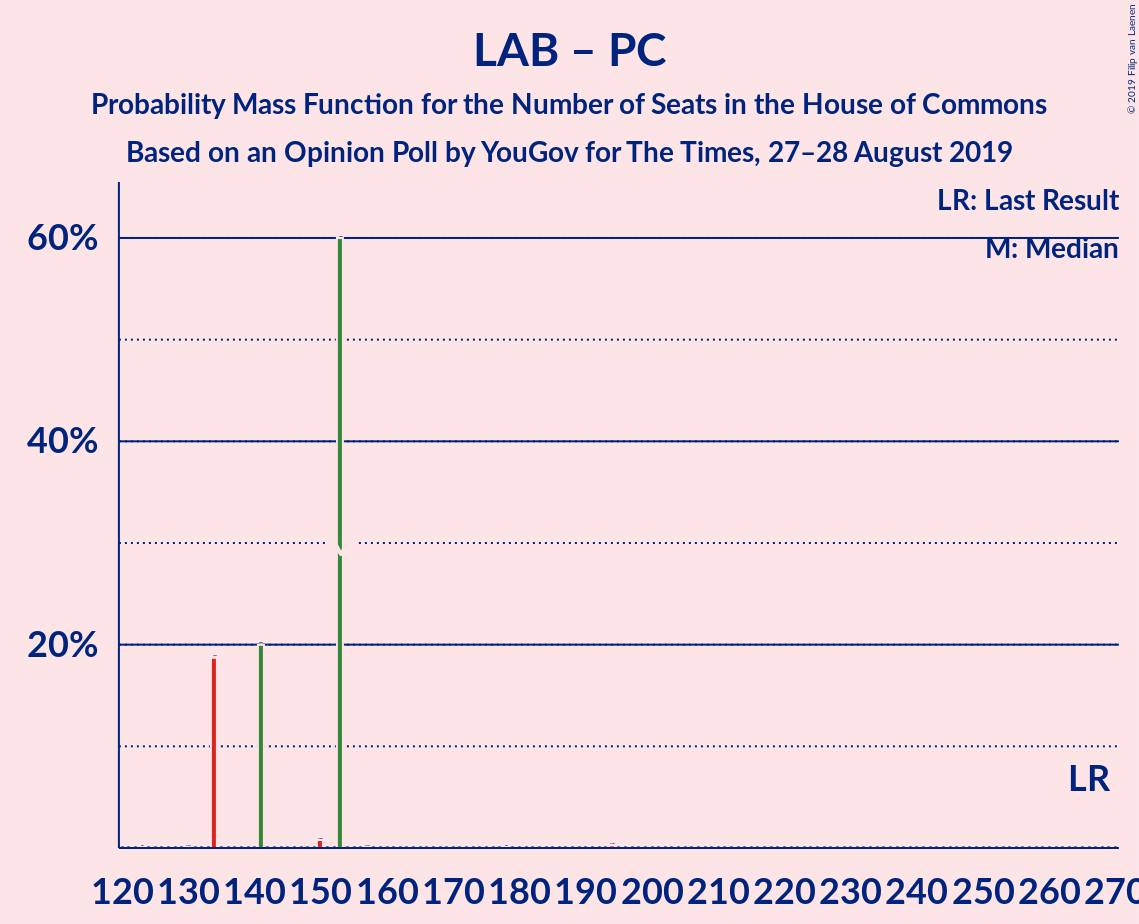 LAB – PC
Probability Mass Function for the Number of Seats in the House of Commons
Based on an Opinion Poll by YouGov for The Times, 27–28 August 2019
© 2019 Filip van Laenen
LR: Last Result
M: Median
60%
40%
20%
LR
120 130 140 150 160 170 180 190 200 210 220 230 240 250 260 270